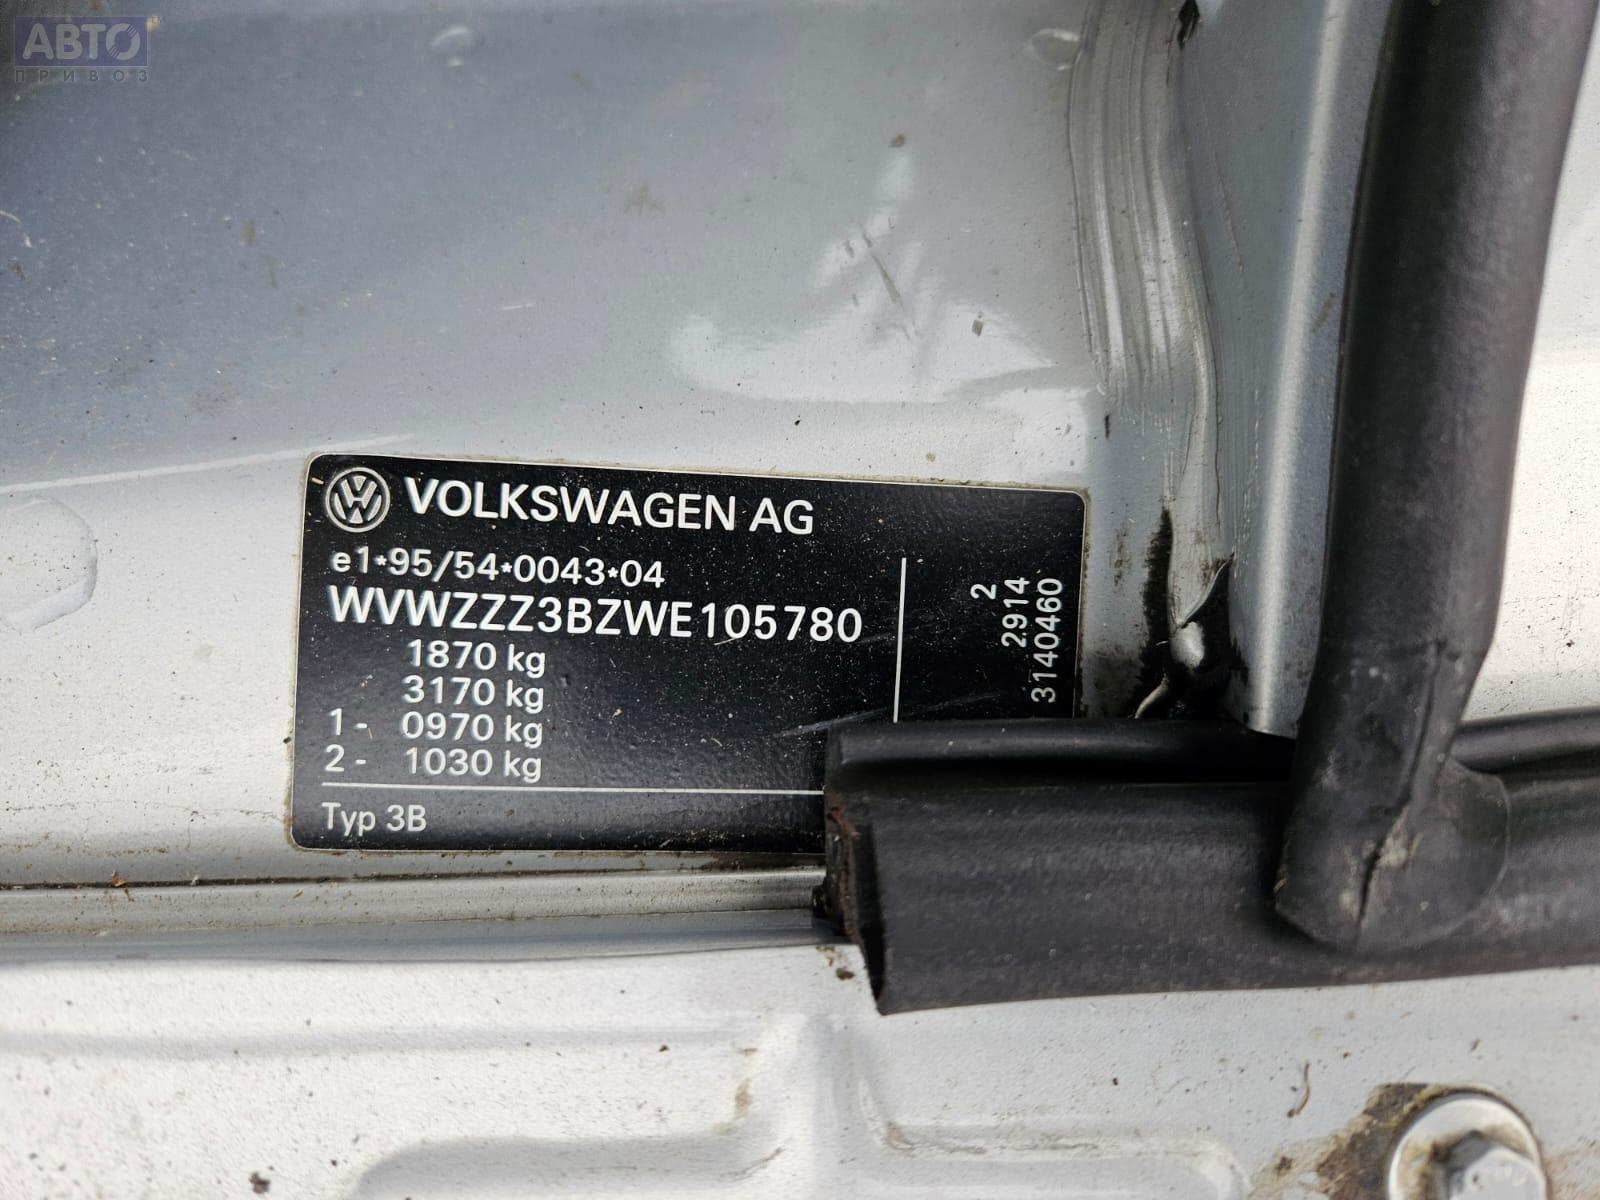 АВТО
ПРИВОЗ
VOLKSWAGEN AG
e1*95/54*0043*04
WVWZZZ3BZWE105780
1870 kg
3170 kg
1- 0970 kg
2- 1030 kg
Typ 3B
2
2914
3140460